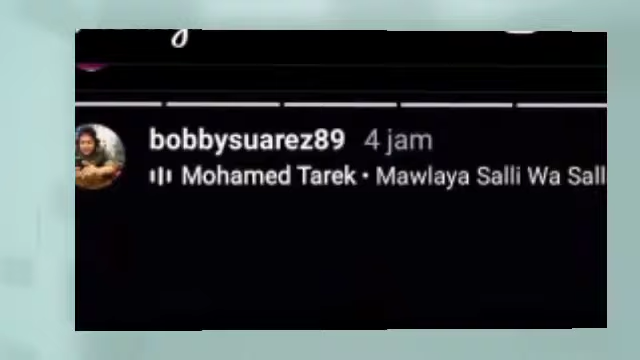 bobbysuarez89 4 jam
Mohamed Tarek • Mawlaya Salli Wa Sall